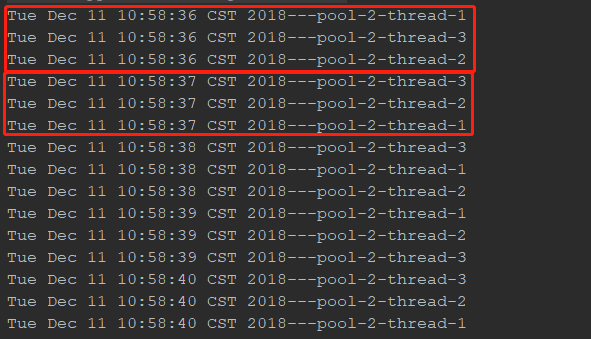 Tue Dec 11 10:58:36 CST 2018---pool-2-thread-1
Tue Dec 11 10:58:36 CST 2018---pool-2-thread-3
Tue Dec 11 10:58:36 CST 2018---pool-2-thread-2
Tue Dec 11 10:58:37 CST 2018---pool-2-thread-3
Tue Dec 11 10:58:37 CST 2018---pool-2-thread-2
Tue Dec 11 10:58:37 CST 2018---pool-2-thread-1
Tue Dec 11 10:58:38 CST 2018---pool-2-thread-3
Tue Dec 11 10:58:38 CST 2018---pool-2-thread-1
Tue Dec 11 10:58:38 CST 2018---pool-2-thread-2
Tue Dec 11 10:58:39 CST 2018---pool-2-thread-1
Tue Dec 11 10:58:39 CST 2018---pool-2-thread-2
Tue Dec 11 10:58:39 CST 2018---pool-2-thread-3
Tue Dec 11 10:58:40 CST 2018---pool-2-thread-3
Tue Dec 11 10:58:40 CST 2018---pool-2-thread-2
Tue Dec 11 10:58:40 CST 2018---pool-2-thread-1